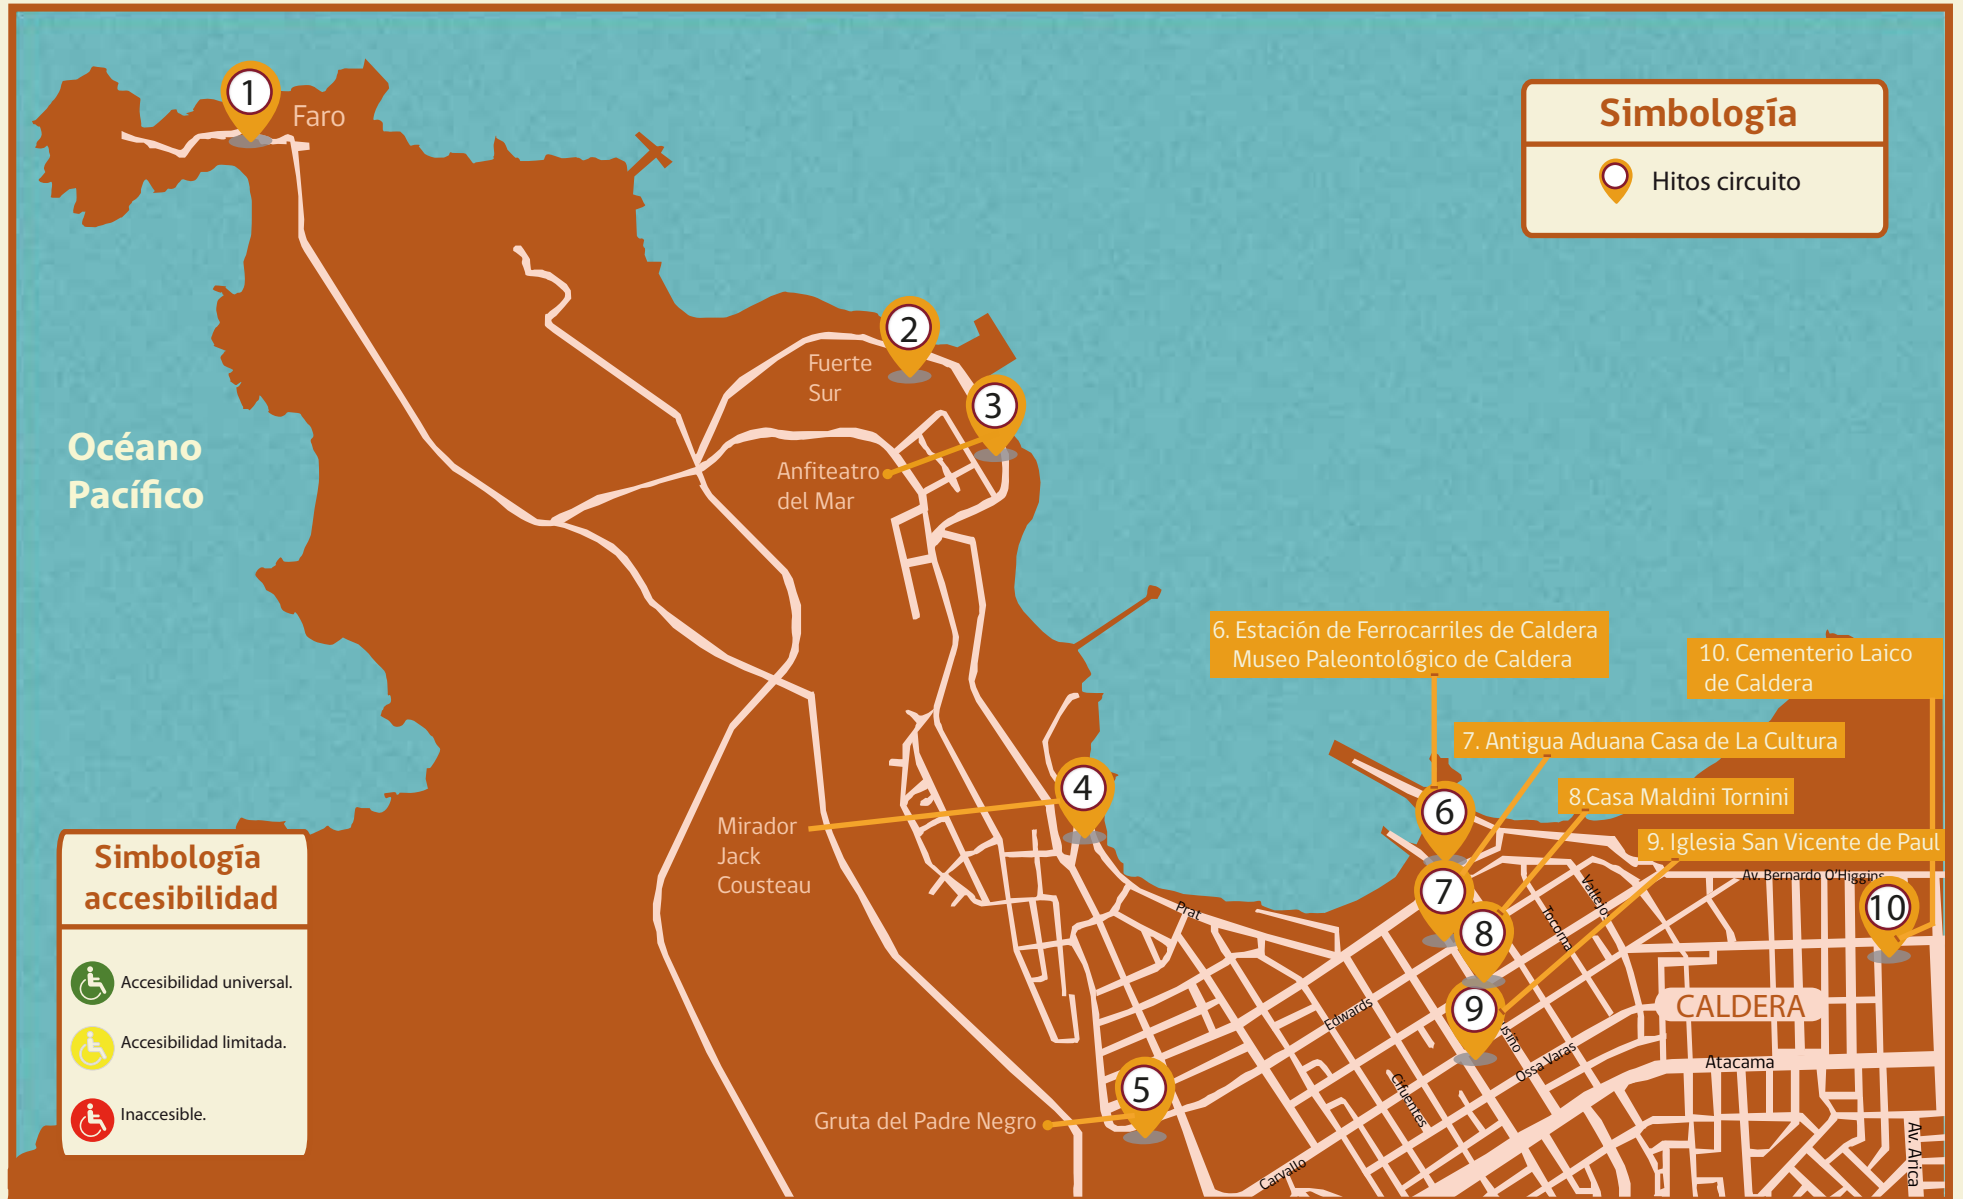 1
Faro
Simbología
Hitos circuito
2
Fuerte
Sur
3
Anfiteatro
del Mar
Océano
Pacífico
6. Estación de Ferrocarriles de Caldera
Museo Paleontológico de Caldera
10. Cementerio Laico
de Caldera
7. Antigua Aduana Casa de La Cultura
8.Casa Maldini Tornini
9. Iglesia San Vicente de Paul
4
Mirador
Jack
Cousteau
6
7
8
9
10
Av. Bernardo O'Higgins
Prat
Vallejos
Tocorna
Edwards
usiño
Ossa Varas
Cifuentes
Carvallo
CALDERA
Atacama
Av. Arica
5
Gruta del Padre Negro
Simbología
accesibilidad
Accesibilidad universal.
Accesibilidad limitada.
Inaccesible.